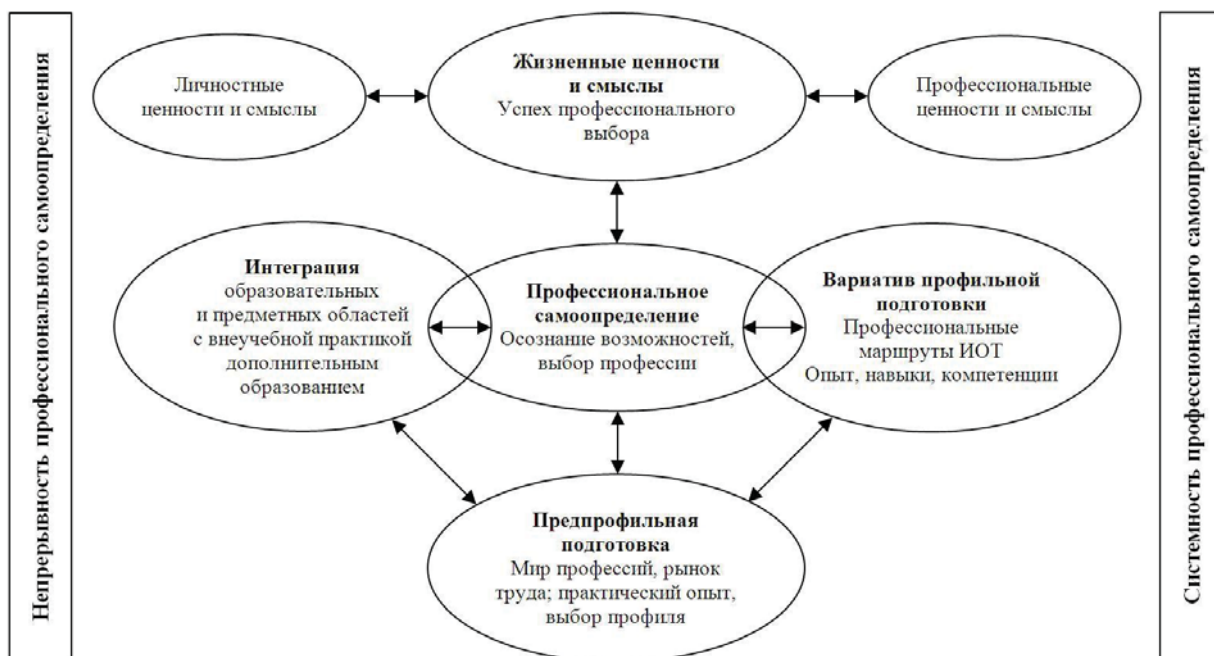 Непрерывность профессионального самоопределения
Личностные
ценности и смыслы
Жизненные ценности
и смыслы
Успех профессионального
выбора
Профессиональные
ценности и смыслы
Интеграция
образовательных
и предметных областей
с внеучебной практикой
дополнительным
образованием
Профессиональное
самоопределение
Осознание возможностей,
выбор профессии
Вариатив профильной
подготовки
Профессиональные
маршруты ИОТ
Опыт, навыки, компетенции
Предпрофильная
подготовка
Мир профессий, рынок
труда; практический опыт,
выбор профиля
Системность профессионального самоопределения